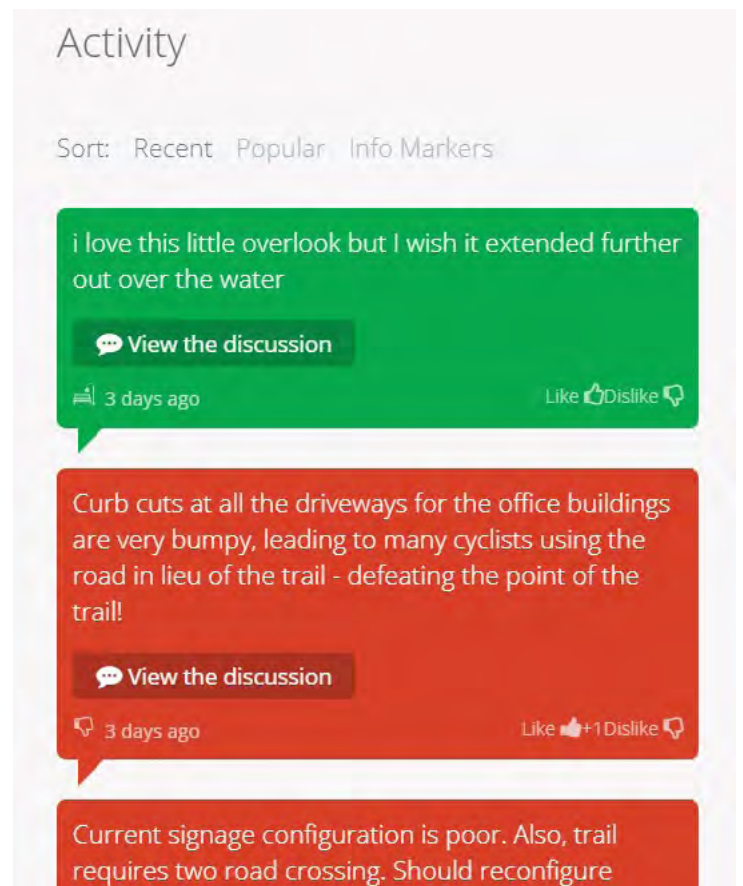 Activity
Sort: Recent Popular Info Markers
i love this little overlook but I wish it extended further
out over the water
View the discussion
3 days ago Like Dislike
Curb cuts at all the driveways for the office buildings
are very bumpy, leading to many cyclists using the
road in lieu of the trail - defeating the point of the
trail!
View the discussion
3 days ago Like +1Dislike
Current signage configuration is poor. Also, trail
requires two road crossing. Should reconfigure